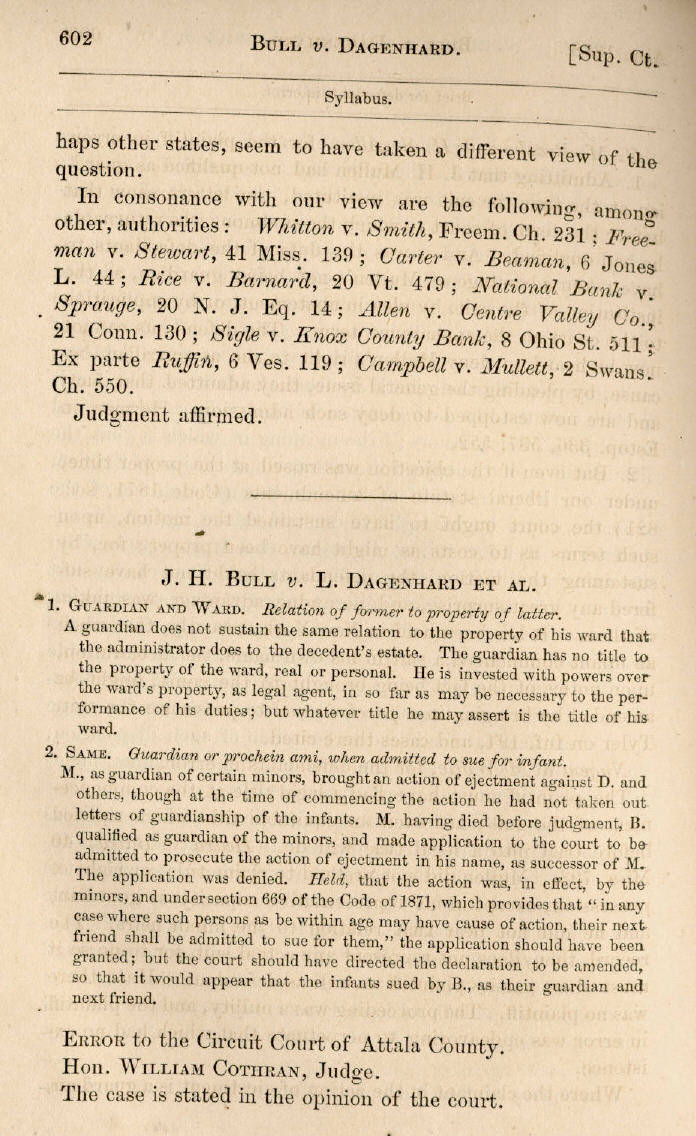 602
BULL v. DAGENHARD.
[Sup. Ct.
Syllabus.
haps other states, seem to have taken a different view of the
question.
In consonance with our view are the following, among
other, authorities: Whitton v. Smith, Freem. Ch. 231; Free-
man v. Stewart, 41 Miss. 139; Carter v. Beaman, 6 Jones
L. 44; Rice v. Barnard, 20 Vt. 479; National Bank v.
Sprauge, 20 N. J. Eq. 14; Allen v. Centre Valley Co.,
21 Conn. 130; Sigle v. Knox County Bank, 8 Ohio St. 511;
Ex parte Ruffin, 6 Ves. 119; Campbell v. Mullett, 2 Swans.
Ch. 550.
Judgment affirmed.
J. H. BULL v. L. DAGENHARD ET AL.
1. GUARDIAN AND WARD. Relation of former to property of latter.
A guardian does not sustain the same relation to the property of his ward that
the administrator does to the decedent's estate. The guardian has no title to
the property of the ward, real or personal. He is invested with powers over
the ward's property, as legal agent, in so far as may be necessary to the per-
formance of his duties; but whatever title he may assert is the title of his
ward.
2. SAME. Guardian or prochein ami, when admitted to sue for infant.
M., as guardian of certain minors, brought an action of ejectment against D. and
others, though at the time of commencing the action he had not taken out
letters of guardianship of the infants. M. having died before judgment, B.
qualified as guardian of the minors, and made application to the court to be
admitted to prosecute the action of ejectment in his name, as successor of M.
The application was denied. Held, that the action was, in effect, by the
minors, and under section 669 of the Code of 1871, which provides that "in any
case where such persons as be within age may have cause of action, their next
friend shall be admitted to sue for them," the application should have been
granted; but the court should have directed the declaration to be amended,
so that it would appear that the infants sued by B., as their guardian and
next friend.
ERROR to the Circuit Court of Attala County.
Hon. WILLIAM COTHRAN, Judge.
The case is stated in the opinion of the court.